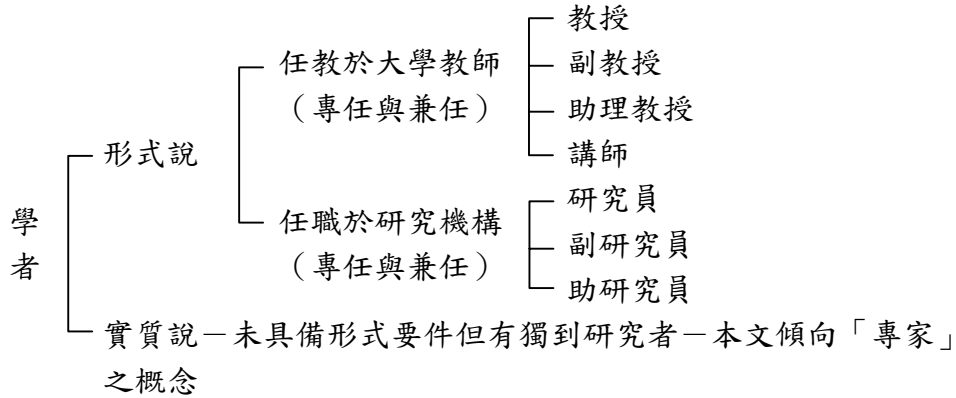 學者
形式說
任教於大學教師
（專任與兼任）
教授
副教授
助理教授
講師
任職於研究機構
（專任與兼任）
研究員
副研究員
助研究員
實質說－未具備形式要件但有獨到研究者－本文傾向「專家」
之概念